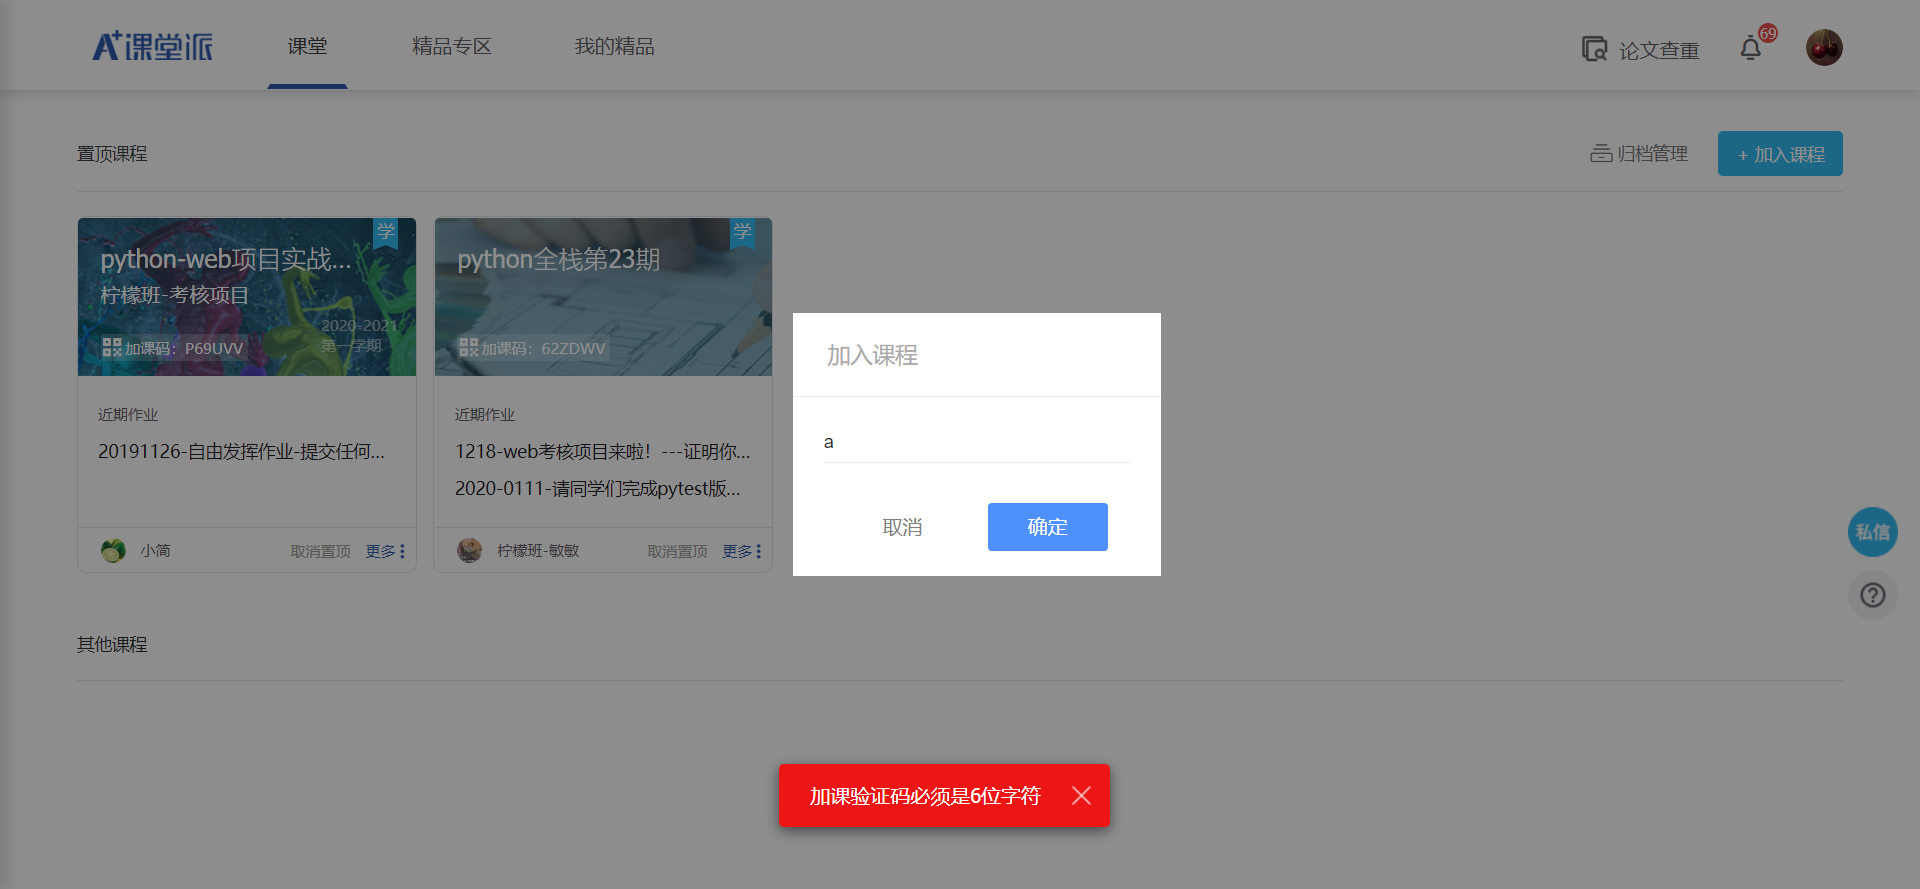 A+课堂派
课堂
精品专区
我的精品
论文查重
69
置顶课程
归档管理
+ 加入课程
学
python-web项目实战...
柠檬班-考核项目
2020-2021
第一学期
加课码：P69UVV
近期作业
20191126-自由发挥作业-提交任何...
小简
取消置顶
更多
学
python全栈第23期
加课码：62ZDWV
近期作业
1218-web考核项目来啦！---证明你...
2020-0111-请同学们完成pytest版...
柠檬班-敏敏
取消置顶
更多
加入课程
a
取消
确定
私信
其他课程
加课验证码必须是6位字符